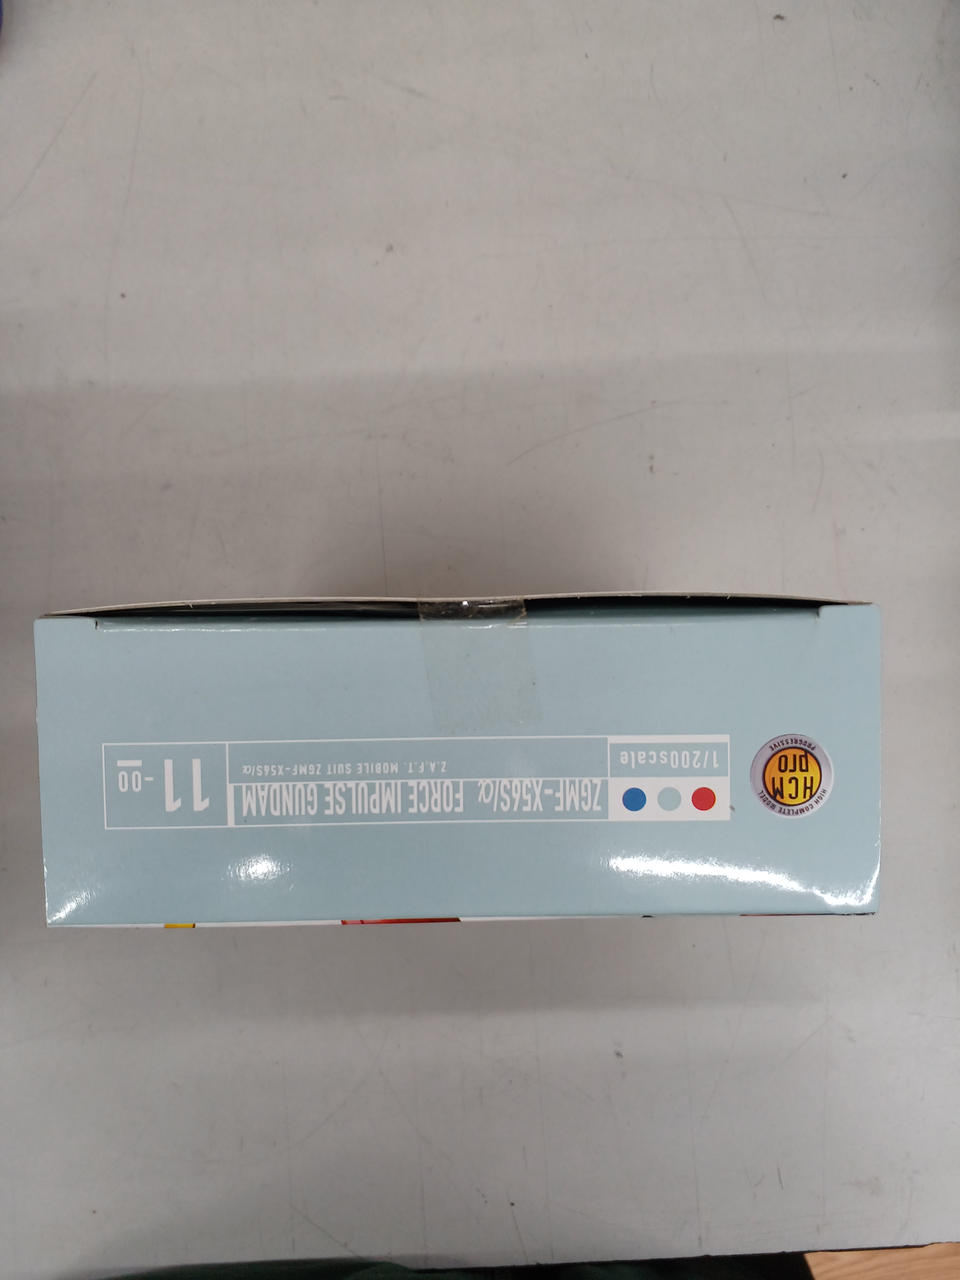 HIGH COMPLETE MODEL
HCM
pro
PROGRESSIVE
ZGMF-X56S/α FORCE IMPULSE GUNDAM
1/200scale
Z.A.F.T. MOBILE SUIT ZGMF-X56S/α
11-00